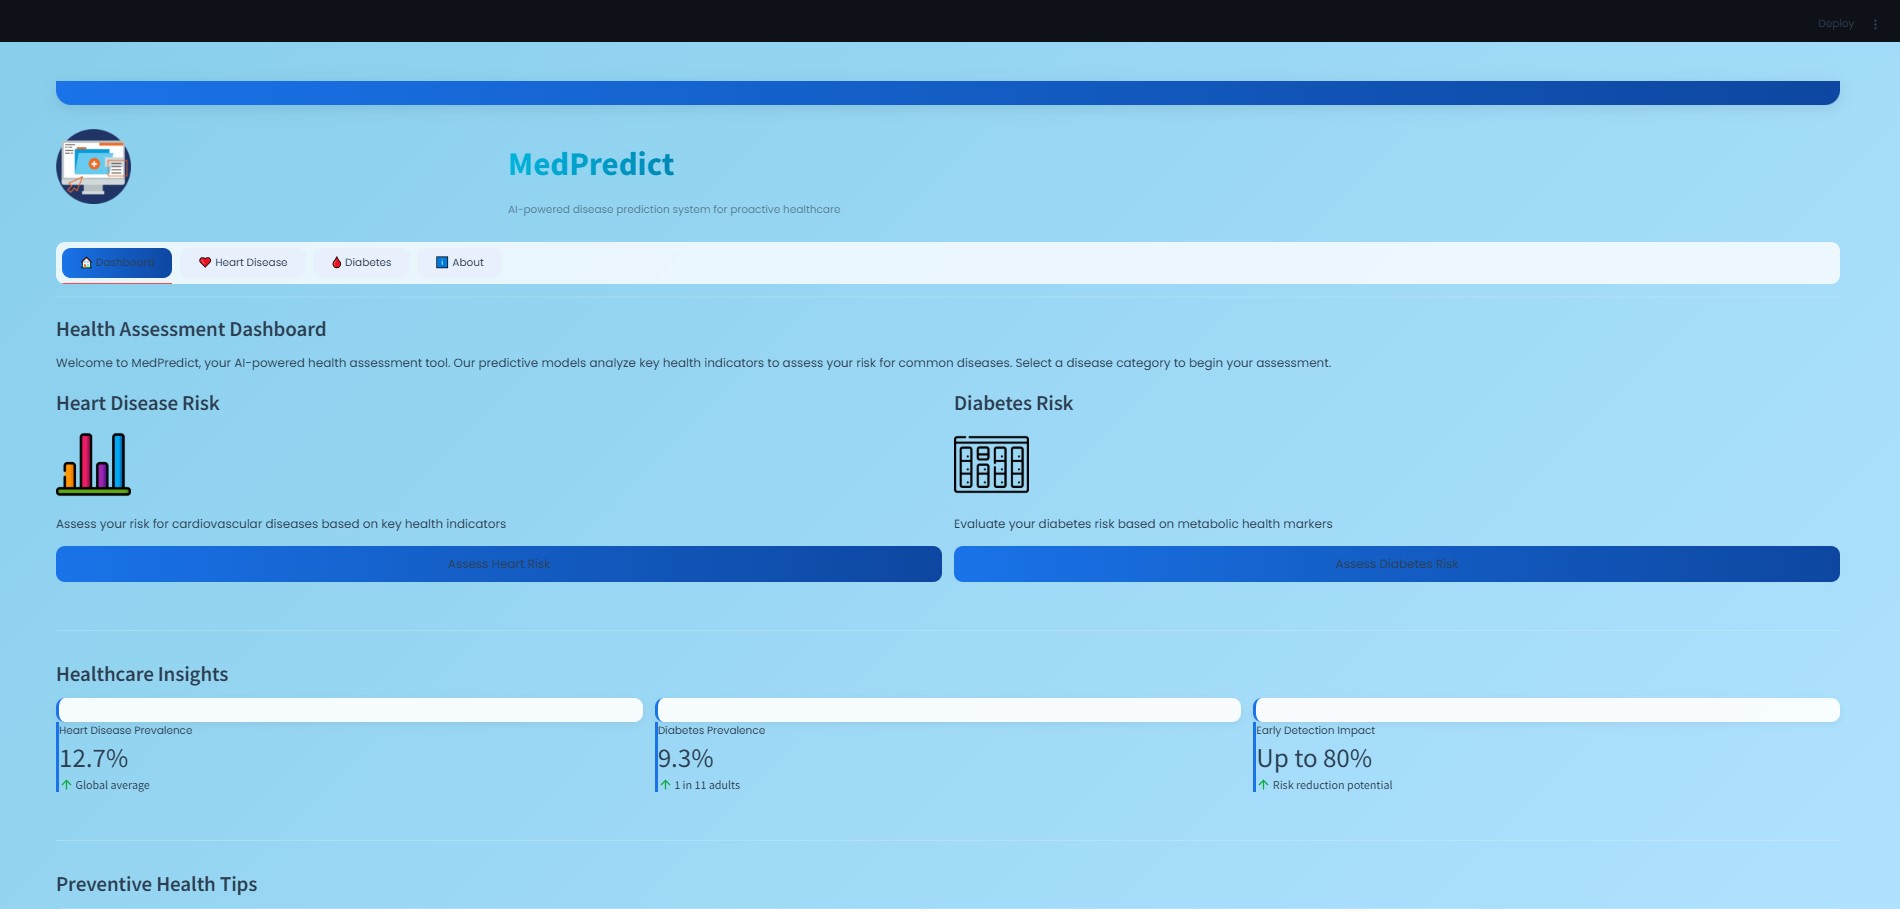 Deploy
MedPredict
AI-powered disease prediction system for proactive healthcare
Dashboard Heart Disease Diabetes About
Health Assessment Dashboard
Welcome to MedPredict, your AI-powered health assessment tool. Our predictive models analyze key health indicators to assess your risk for common diseases. Select a disease category to begin your assessment.
Heart Disease Risk
Assess your risk for cardiovascular diseases based on key health indicators
Assess Heart Risk
Diabetes Risk
Evaluate your diabetes risk based on metabolic health markers
Assess Diabetes Risk
Healthcare Insights
Heart Disease Prevalence
12.7%
↑ Global average
Diabetes Prevalence
9.3%
↑ 1 in 11 adults
Early Detection Impact
Up to 80%
↑ Risk reduction potential
Preventive Health Tips